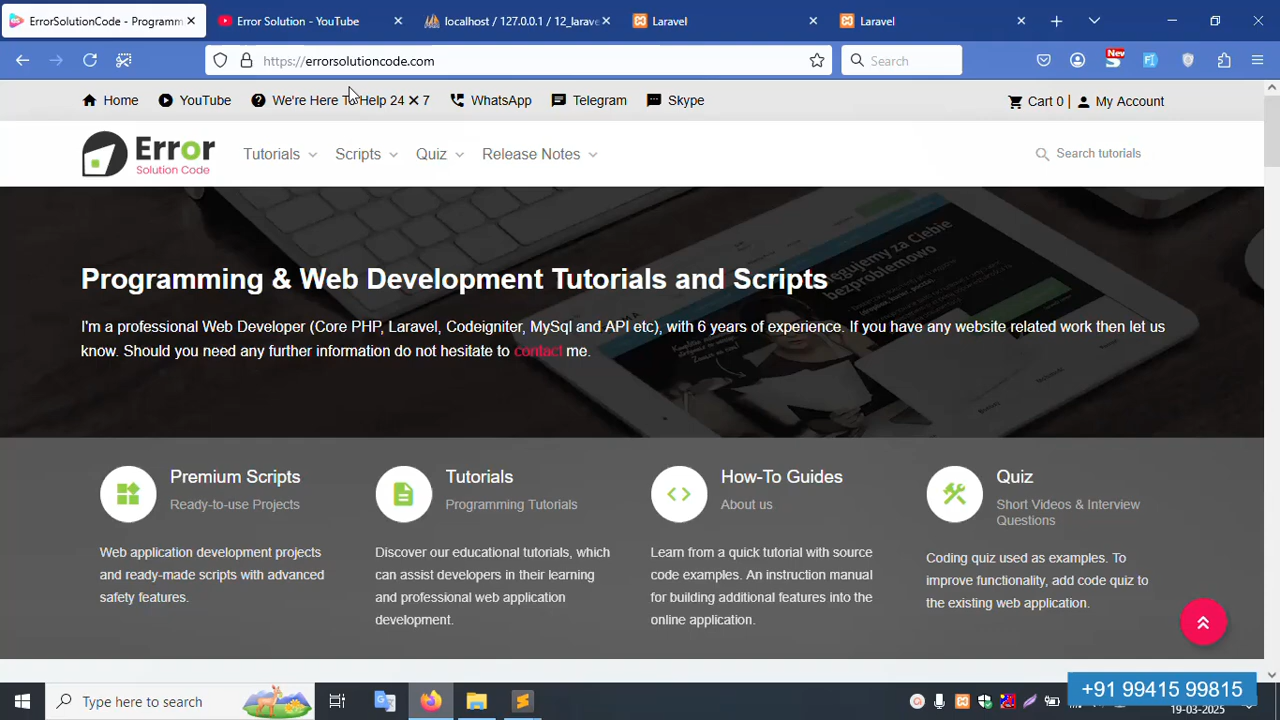 ErrorSolutionCode - Programm
Error Solution - YouTube
localhost / 127.0.0.1 / 12_larave
Laravel
Laravel
https://errorsolutioncode.com
Search
New
Home
YouTube
We're Here To Help 24 ✕ 7
WhatsApp
Telegram
Skype
Cart 0 |
My Account
Error
Solution Code
Tutorials
Scripts
Quiz
Release Notes
Search tutorials
Programming & Web Development Tutorials and Scripts
I'm a professional Web Developer (Core PHP, Laravel, Codeigniter, MySql and API etc), with 6 years of experience. If you have any website related work then let us
know. Should you need any further information do not hesitate to contact me.
Premium Scripts
Ready-to-use Projects
Web application development projects
and ready-made scripts with advanced
safety features.
Tutorials
Programming Tutorials
Discover our educational tutorials, which
can assist developers in their learning
and professional web application
development.
How-To Guides
About us
Learn from a quick tutorial with source
code examples. An instruction manual
for building additional features into the
online application.
Quiz
Short Videos & Interview
Questions
Coding quiz used as examples. To
improve functionality, add code quiz to
the existing web application.
Type here to search
+91 99415 99815
19-03-2025